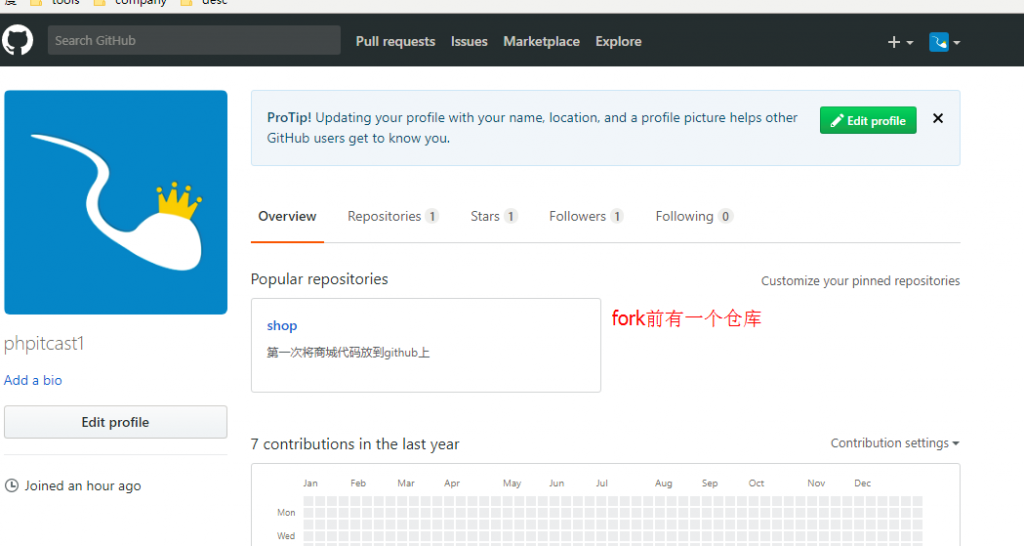 度 tools company desc
Search GitHub Pull requests Issues Marketplace Explore
ProTip! Updating your profile with your name, location, and a profile picture helps other
GitHub users get to know you.
Edit profile
Overview Repositories 1 Stars 1 Followers 1 Following 0
Popular repositories
Customize your pinned repositories
shop
第一次将商城代码放到github上
fork前有一个仓库
phpitcast1
Add a bio
Edit profile
Joined an hour ago
7 contributions in the last year
Contribution settings
Jan Feb Mar Apr May Jun Jul Aug Sep Oct Nov Dec
Mon
Wed